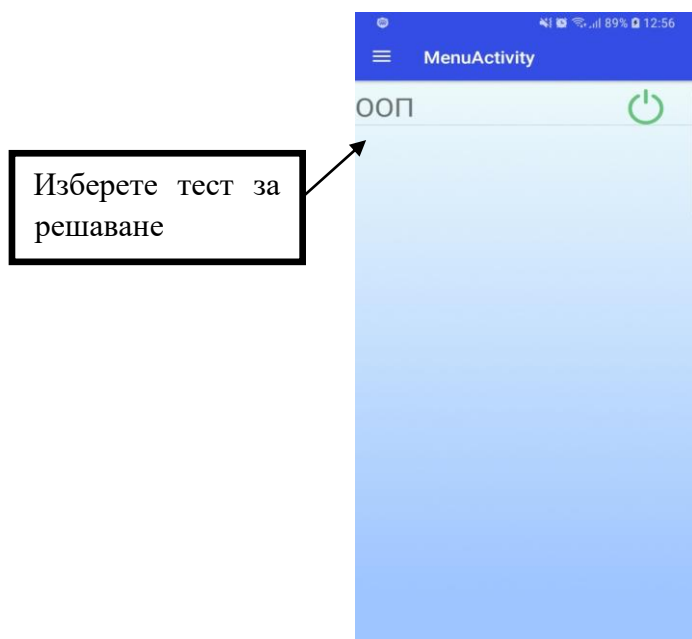 89% 12:56
MenuActivity
ООП
Изберете тест за
решаване